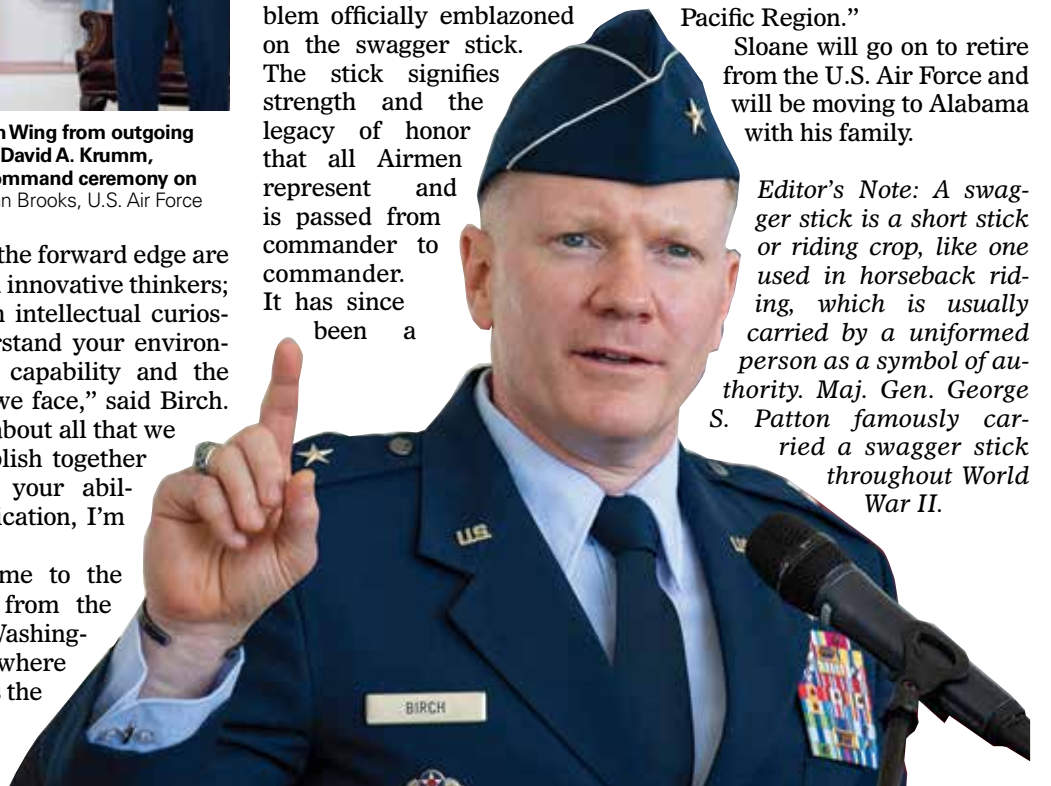 n Wing from outgoing
David A. Krumm,
ommand ceremony on
n Brooks, U.S. Air Force
the forward edge are
innovative thinkers;
n intellectual curios-
rstand your environ-
capability and the
we face,” said Birch.
about all that we
plish together
your abil-
ication, I’m
me to the
from the
Washing-
where
s the
blem officially emblazoned
on the swagger stick.
The stick signifies
strength and the
legacy of honor
that all Airmen
represent and
is passed from
commander to
commander.
It has since
been a
Pacific Region.”
Sloane will go on to retire
from the U.S. Air Force and
will be moving to Alabama
with his family.
Editor’s Note: A swag-
ger stick is a short stick
or riding crop, like one
used in horseback rid-
ing, which is usually
carried by a uniformed
person as a symbol of au-
thority. Maj. Gen. George
S. Patton famously car-
ried a swagger stick
throughout World
War II.
U.S
BIRCH